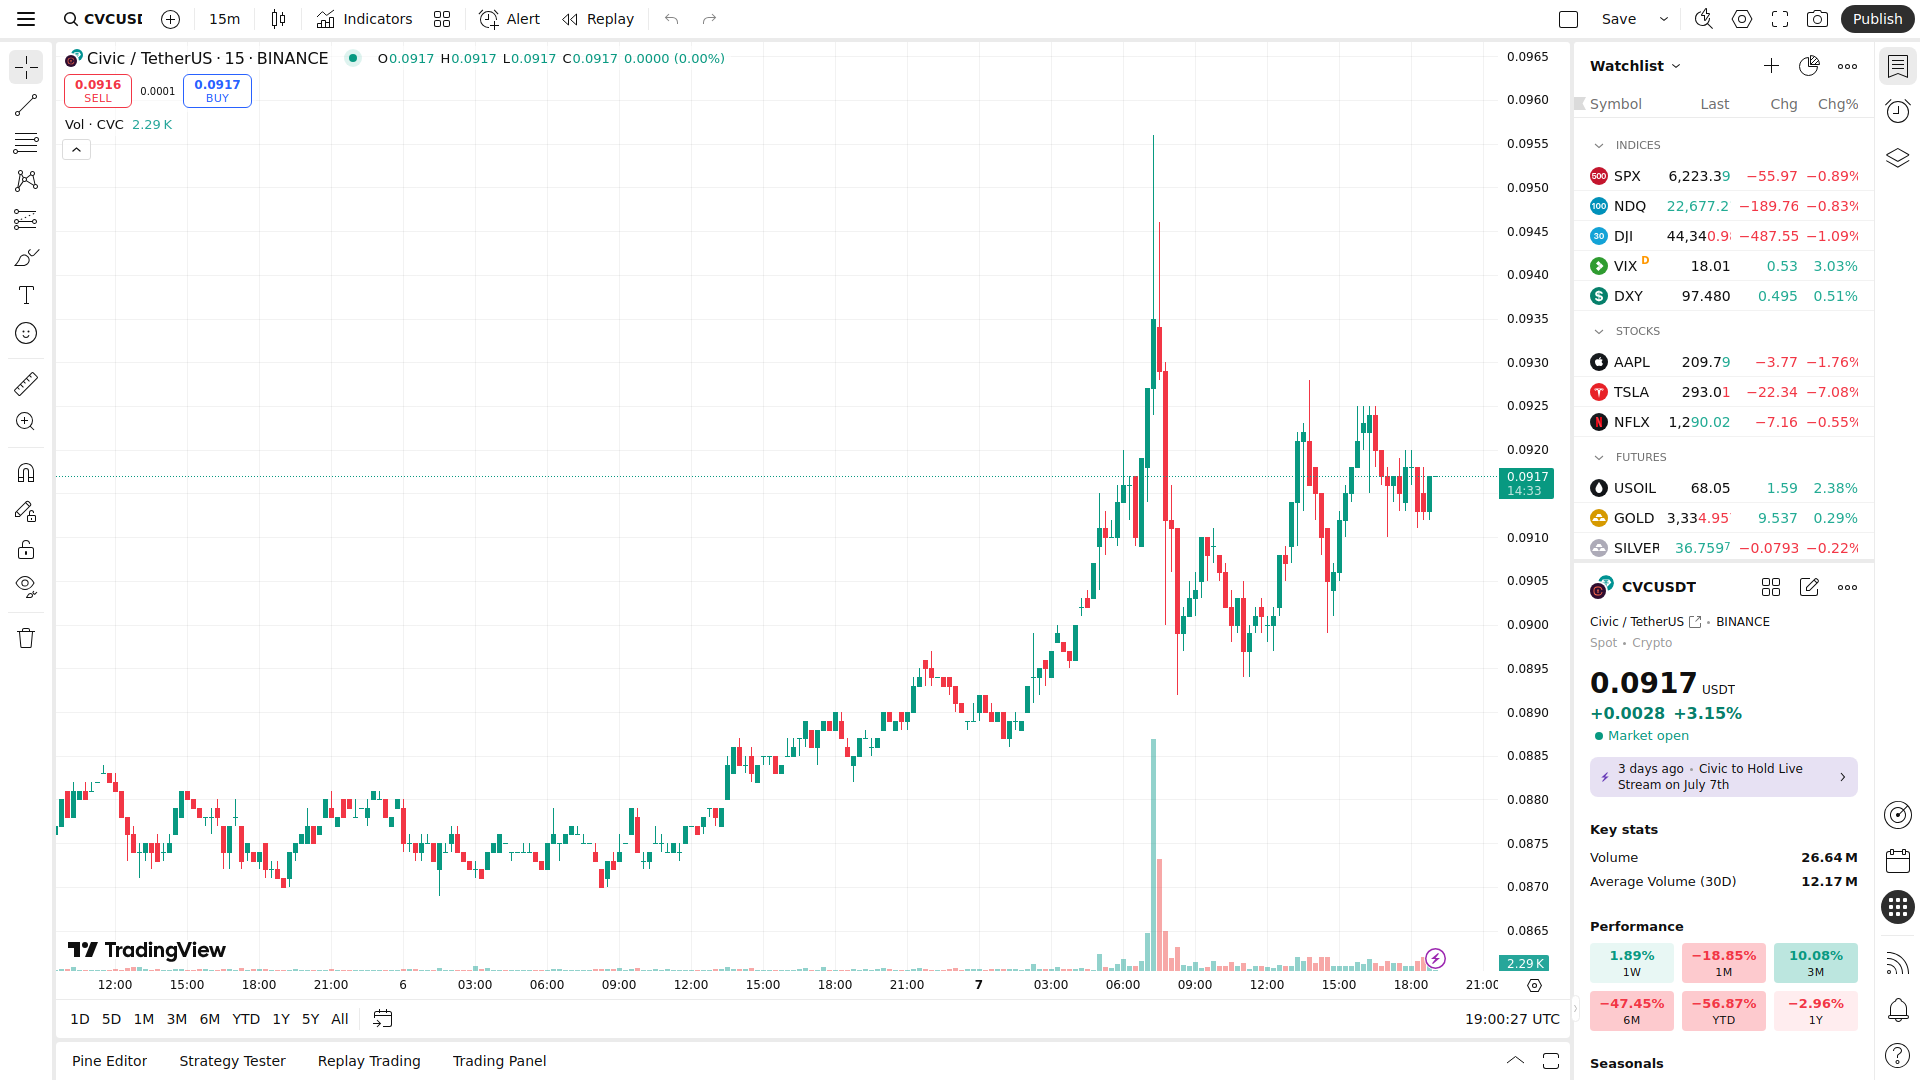 CVCUSD 15m Indicators Alert Replay Save Publish
Civic / TetherUS · 15 · BINANCE O0.0917 H0.0917 L0.0917 C0.0917 0.0000 (0.00%)
0.0916 SELL 0.0001 0.0917 BUY
Vol · CVC 2.29 K
0.0965
0.0960
0.0955
0.0950
0.0945
0.0940
0.0935
0.0930
0.0925
0.0920
0.0917
14:33
0.0910
0.0905
0.0900
0.0895
0.0890
0.0885
0.0880
0.0875
0.0870
0.0865
2.29 K
TradingView
12:00 15:00 18:00 21:00 6 03:00 06:00 09:00 12:00 15:00 18:00 21:00 7 03:00 06:00 09:00 12:00 15:00 18:00 21:00
1D 5D 1M 3M 6M YTD 1Y 5Y All 19:00:27 UTC
Pine Editor Strategy Tester Replay Trading Trading Panel
Watchlist
Symbol Last Chg Chg%
INDICES
500 SPX 6,223.39 −55.97 −0.89%
100 NDQ 22,677.2 −189.76 −0.83%
30 DJI 44,340.98 −487.55 −1.09%
VIX D 18.01 0.53 3.03%
$ DXY 97.480 0.495 0.51%
STOCKS
AAPL 209.79 −3.77 −1.76%
TSLA 293.01 −22.34 −7.08%
N NFLX 1,290.02 −7.16 −0.55%
FUTURES
USOIL 68.05 1.59 2.38%
GOLD 3,334.95 9.537 0.29%
SILVER 36.7597 −0.0793 −0.22%
CVCUSDT
Civic / TetherUS • BINANCE
Spot • Crypto
0.0917 USDT
+0.0028 +3.15%
Market open
3 days ago • Civic to Hold Live
Stream on July 7th
Key stats
Volume 26.64 M
Average Volume (30D) 12.17 M
Performance
1.89% −18.85% 10.08%
1W 1M 3M
−47.45% −56.87% −2.96%
6M YTD 1Y
Seasonals